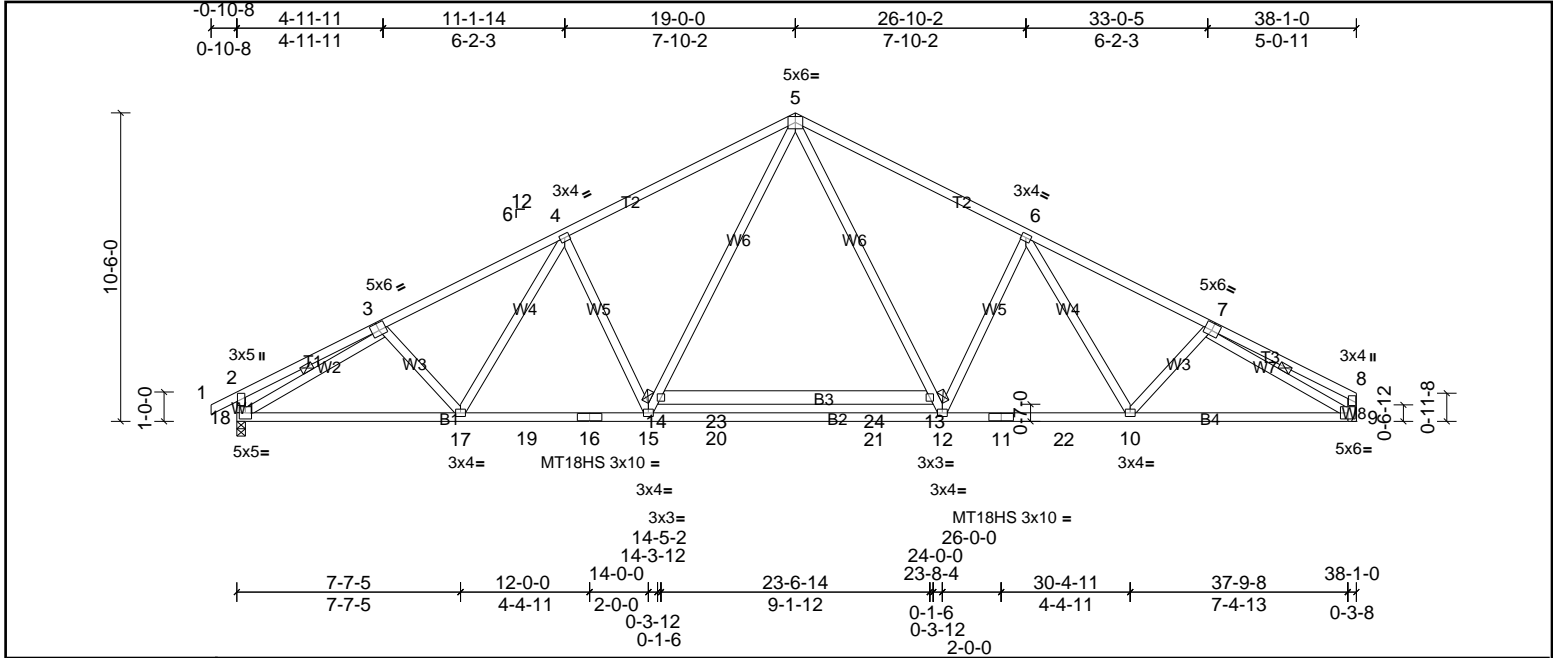 -0-10-8 4-11-11 11-1-14 19-0-0 26-10-2 33-0-5 38-1-0
0-10-8 4-11-11 6-2-3 7-10-2 7-10-2 6-2-3 5-0-11
5x6=
5
3x4 =
12
6
4
T2
T2
3x4=
6
W6
W6
10-6-0
5x6 =
3
W4
W5
W5
W4
5x6=
7
3x5 II
2
T1
W2
W3
W3
W7
T3
3x4 II
8
1
1-0-0
W1
18
B1
B3
14 23
B2
24 13
0-7-0
B4
W8
9
0-6-12
0-11-8
17 19 16 15 20 21 12 11 22 10
5x5=
3x4=
MT18HS 3x10 =
3x3=
3x4=
5x6=
3x4=
3x4=
3x3=
MT18HS 3x10 =
14-5-2
26-0-0
14-3-12
24-0-0
14-0-0
23-8-4
7-7-5 12-0-0 23-6-14 30-4-11 37-9-8 38-1-0
7-7-5 4-4-11 2-0-0 9-1-12 0-1-6 4-4-11 7-4-13 0-3-8
0-3-12
0-3-12
0-1-6
2-0-0